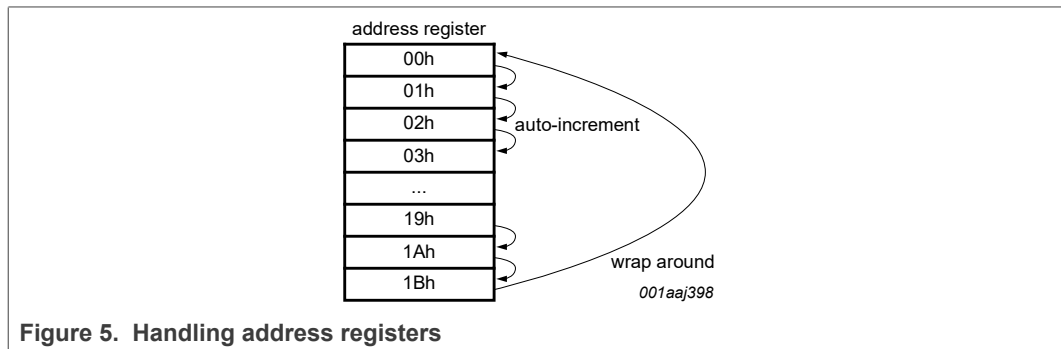 address register
00h
01h
02h
auto-increment
03h
...
19h
1Ah
wrap around
1Bh
001aaj398
Figure 5. Handling address registers